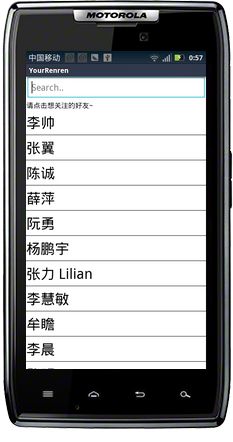 MOTOROLA
中国移动 0:57
YourRenren
Search..
请点击想关注的好友~
李帅
张翼
陈诚
薛萍
阮勇
杨鹏宇
张力 Lilian
李慧敏
牟瞻
李晨